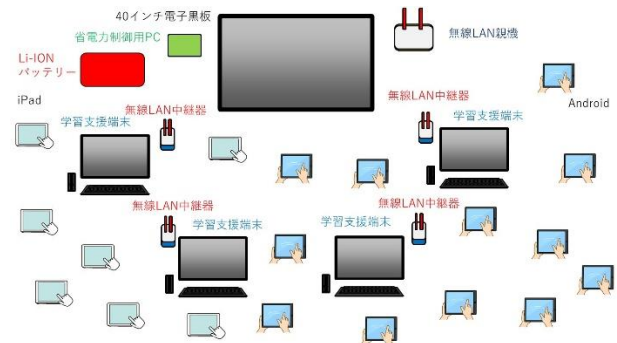 40インチ電子黒板
省電力制御用PC
無線LAN親機
Li-ION
バッテリー
iPad
無線LAN中継器
学習支援端末
無線LAN中継器
学習支援端末
Android
無線LAN中継器
学習支援端末
無線LAN中継器
学習支援端末